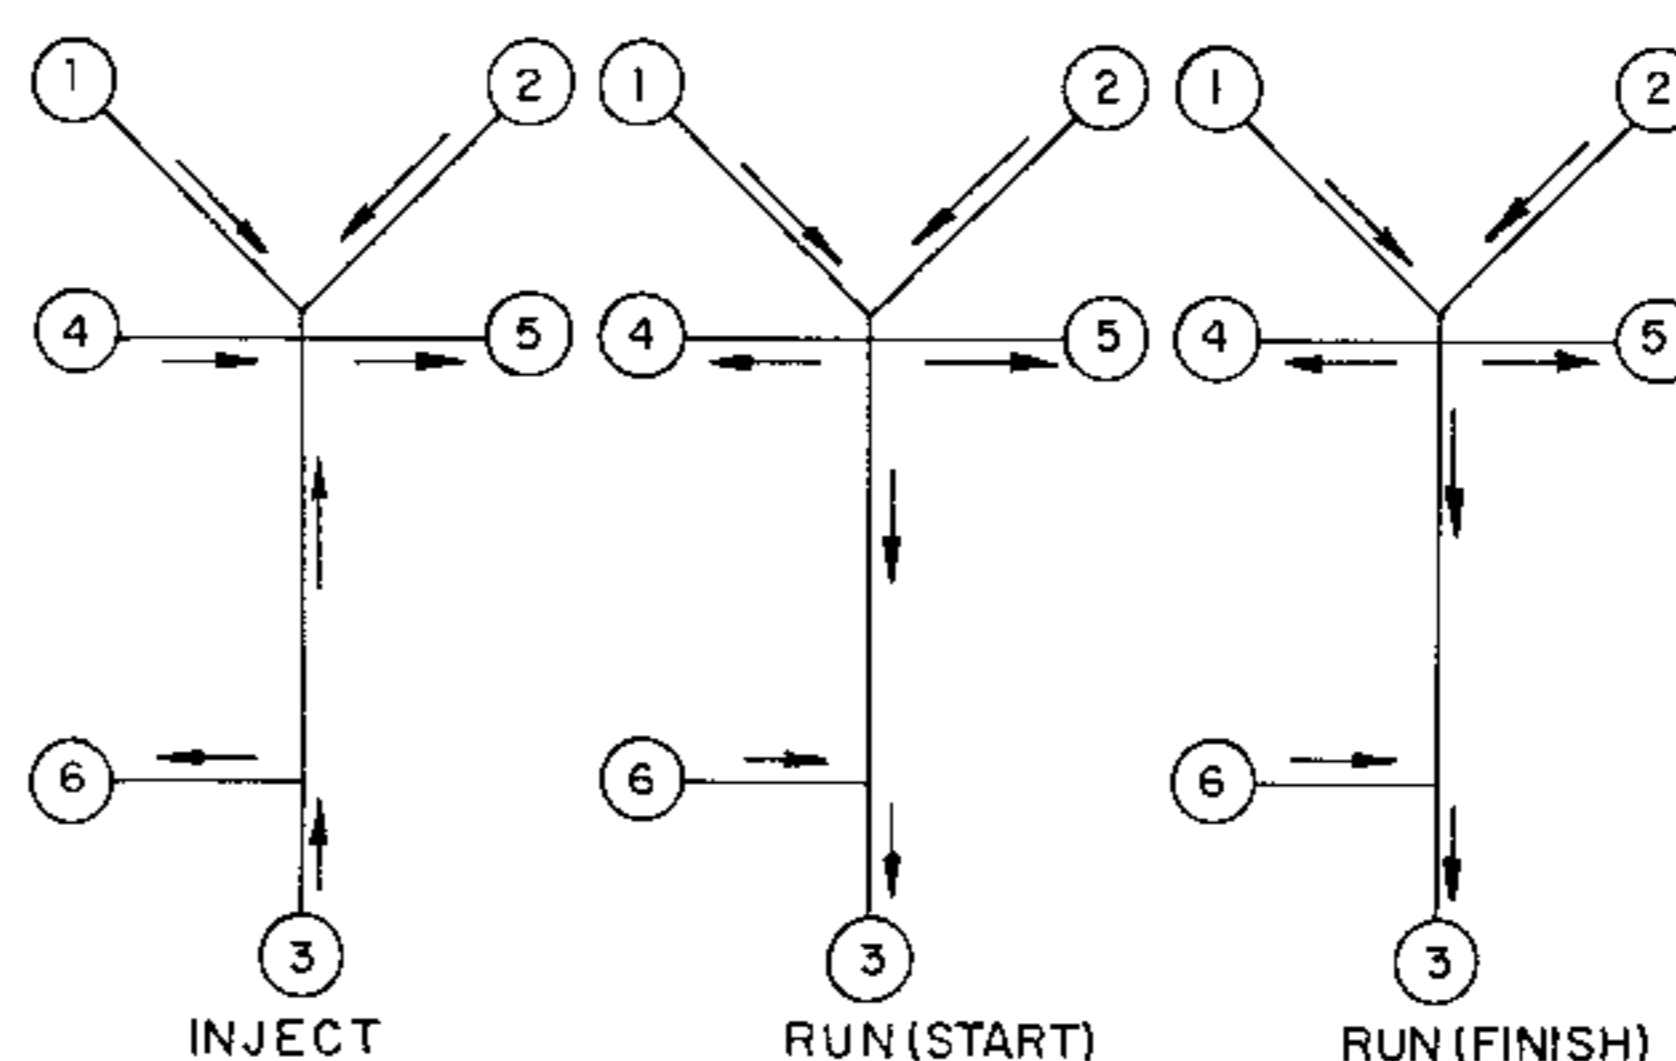 1 2 1 2 1 2
4 5 4 5 4 5
6 6 6
3 3 3
INJECT RUN(START) RUN(FINISH)